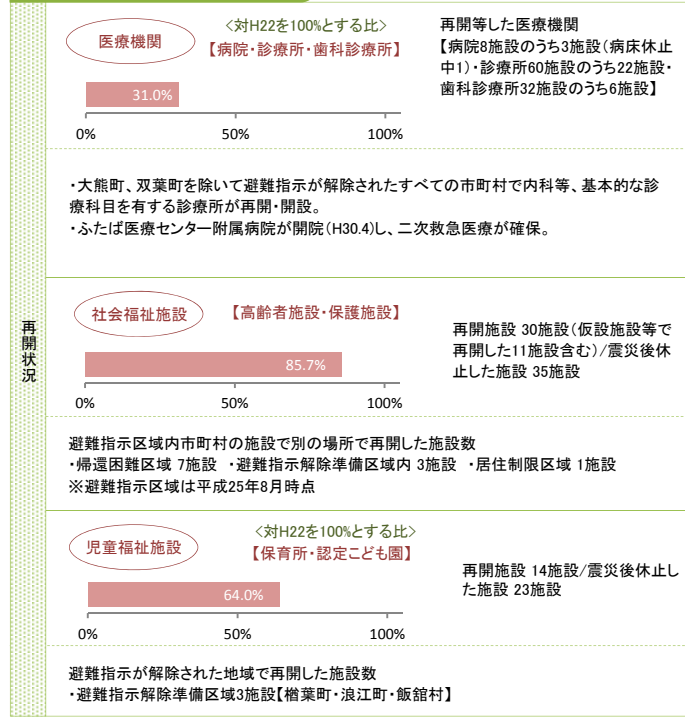 再開状況
医療機関
<対H22を100%とする比>
【病院・診療所・歯科診療所】
31.0%
0%
50%
100%
再開等した医療機関
【病院8施設のうち3施設(病床休止
中1)・診療所60施設のうち22施設・
歯科診療所32施設のうち6施設】
・大熊町、双葉町を除いて避難指示が解除されたすべての市町村で内科等、基本的な診
療科目を有する診療所が再開・開設。
・ふたば医療センター附属病院が開院(H30.4)し、二次救急医療が確保。
社会福祉施設
【高齢者施設・保護施設】
85.7%
0%
50%
100%
再開施設 30施設(仮設施設等で
再開した11施設含む)/震災後休
止した施設 35施設
避難指示区域内市町村の施設で別の場所で再開した施設数
・帰還困難区域 7施設 ・避難指示解除準備区域内 3施設 ・居住制限区域 1施設
※避難指示区域は平成25年8月時点
児童福祉施設
<対H22を100%とする比>
【保育所・認定こども園】
64.0%
0%
50%
100%
再開施設 14施設/震災後休止し
た施設 23施設
避難指示が解除された地域で再開した施設数
・避難指示解除準備区域3施設【楢葉町・浪江町・飯舘村】